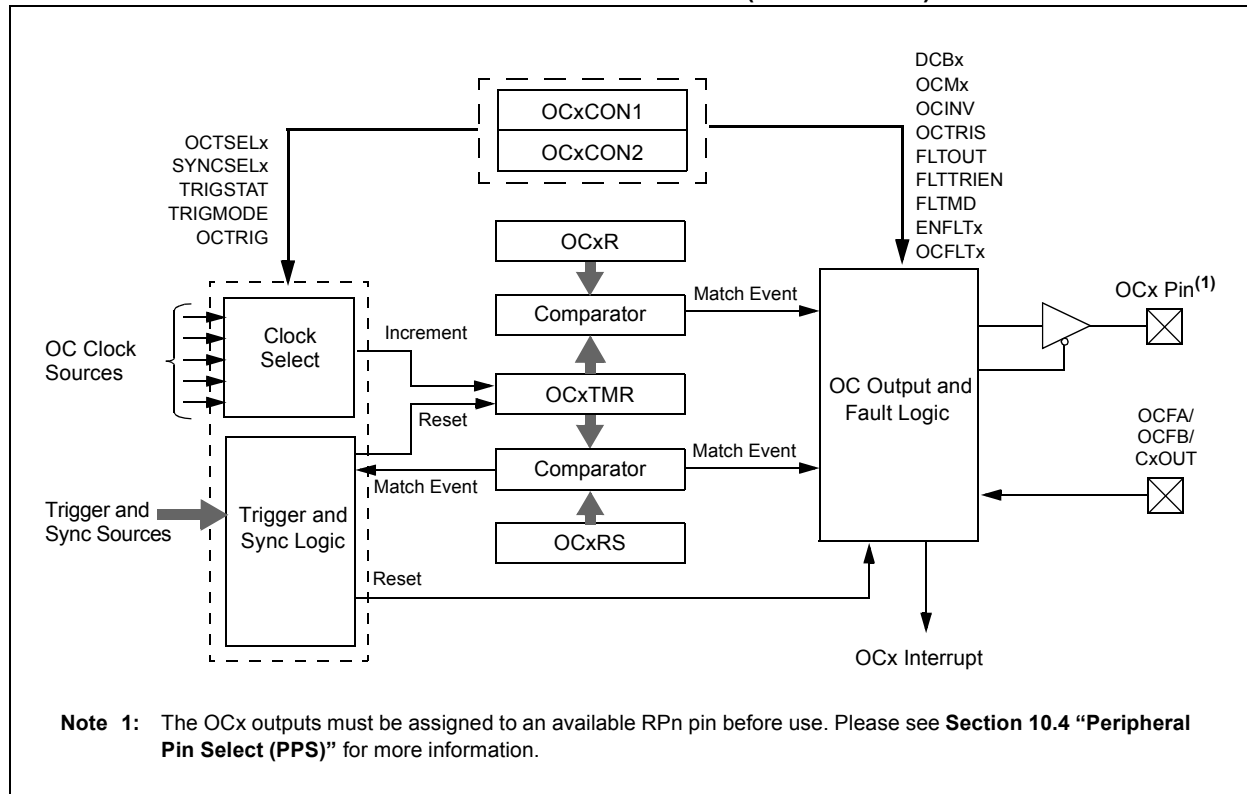 DCBx
OCMx
OCINV
OCTRIS
FLTOUT
FLTTRIEN
FLTMD
ENFLTx
OCFLTx
OCxCON1
OCxCON2
OCTSELx
SYNCSELx
TRIGSTAT
TRIGMODE
OCTRIG
OCxR
Match Event
OCx Pin(1)
Comparator
Clock
Select
Increment
OC Clock
Sources
OC Output and
Fault Logic
OCxTMR
Reset
OCFA/
OCFB/
CxOUT
Match Event
Comparator
Match Event
Trigger and
Sync Sources
Trigger and
Sync Logic
OCxRS
Reset
OCx Interrupt
Note 1: The OCx outputs must be assigned to an available RPn pin before use. Please see Section 10.4 “Peripheral
Pin Select (PPS)” for more information.